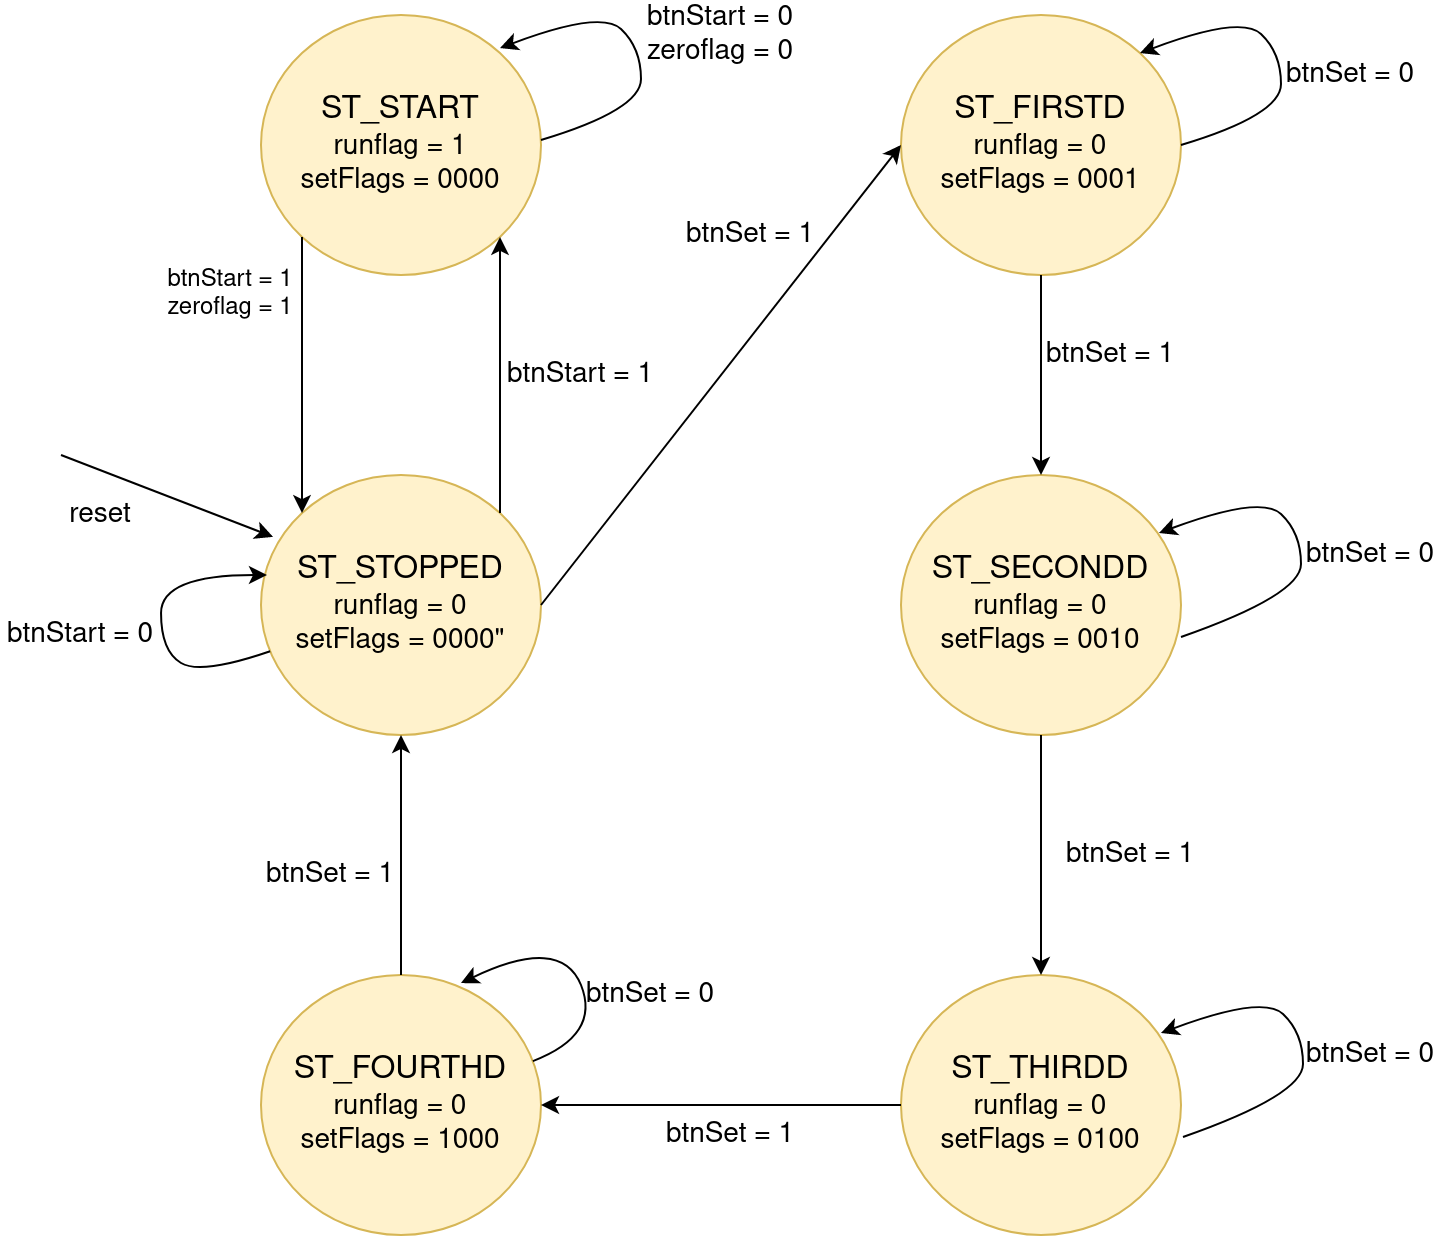 btnStart = 0
zeroflag = 0
ST_START
runflag = 1
setFlags = 0000
ST_FIRSTD
runflag = 0
setFlags = 0001
btnSet = 0
btnSet = 1
btnStart = 1
zeroflag = 1
btnStart = 1
btnSet = 1
reset
ST_STOPPED
runflag = 0
setFlags = 0000"
btnStart = 0
ST_SECONDD
runflag = 0
setFlags = 0010
btnSet = 0
btnSet = 1
btnSet = 1
ST_FOURTHD
runflag = 0
setFlags = 1000
btnSet = 0
btnSet = 1
ST_THIRDD
runflag = 0
setFlags = 0100
btnSet = 0